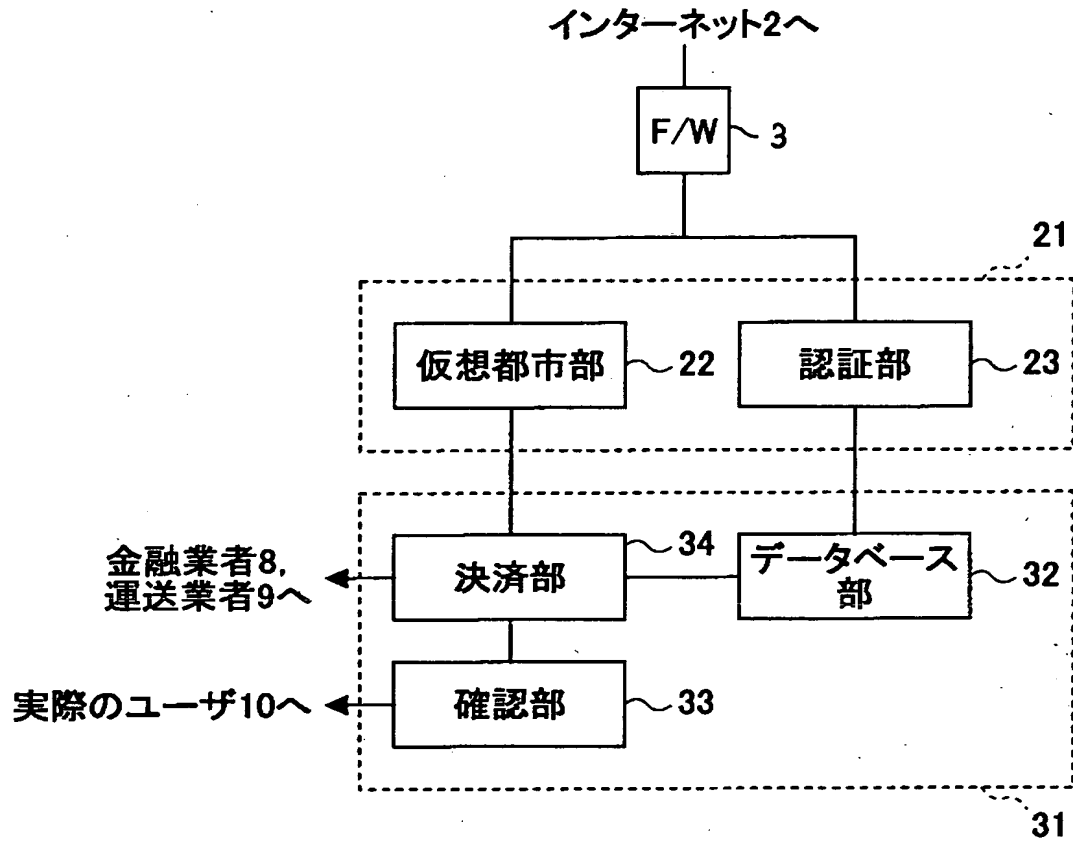 インターネット2へ
F/W
3
21
仮想都市部
22
認証部
23
金融業者8,
運送業者9へ
決済部
34
データベース
部
32
実際のユーザ10へ
確認部
33
31